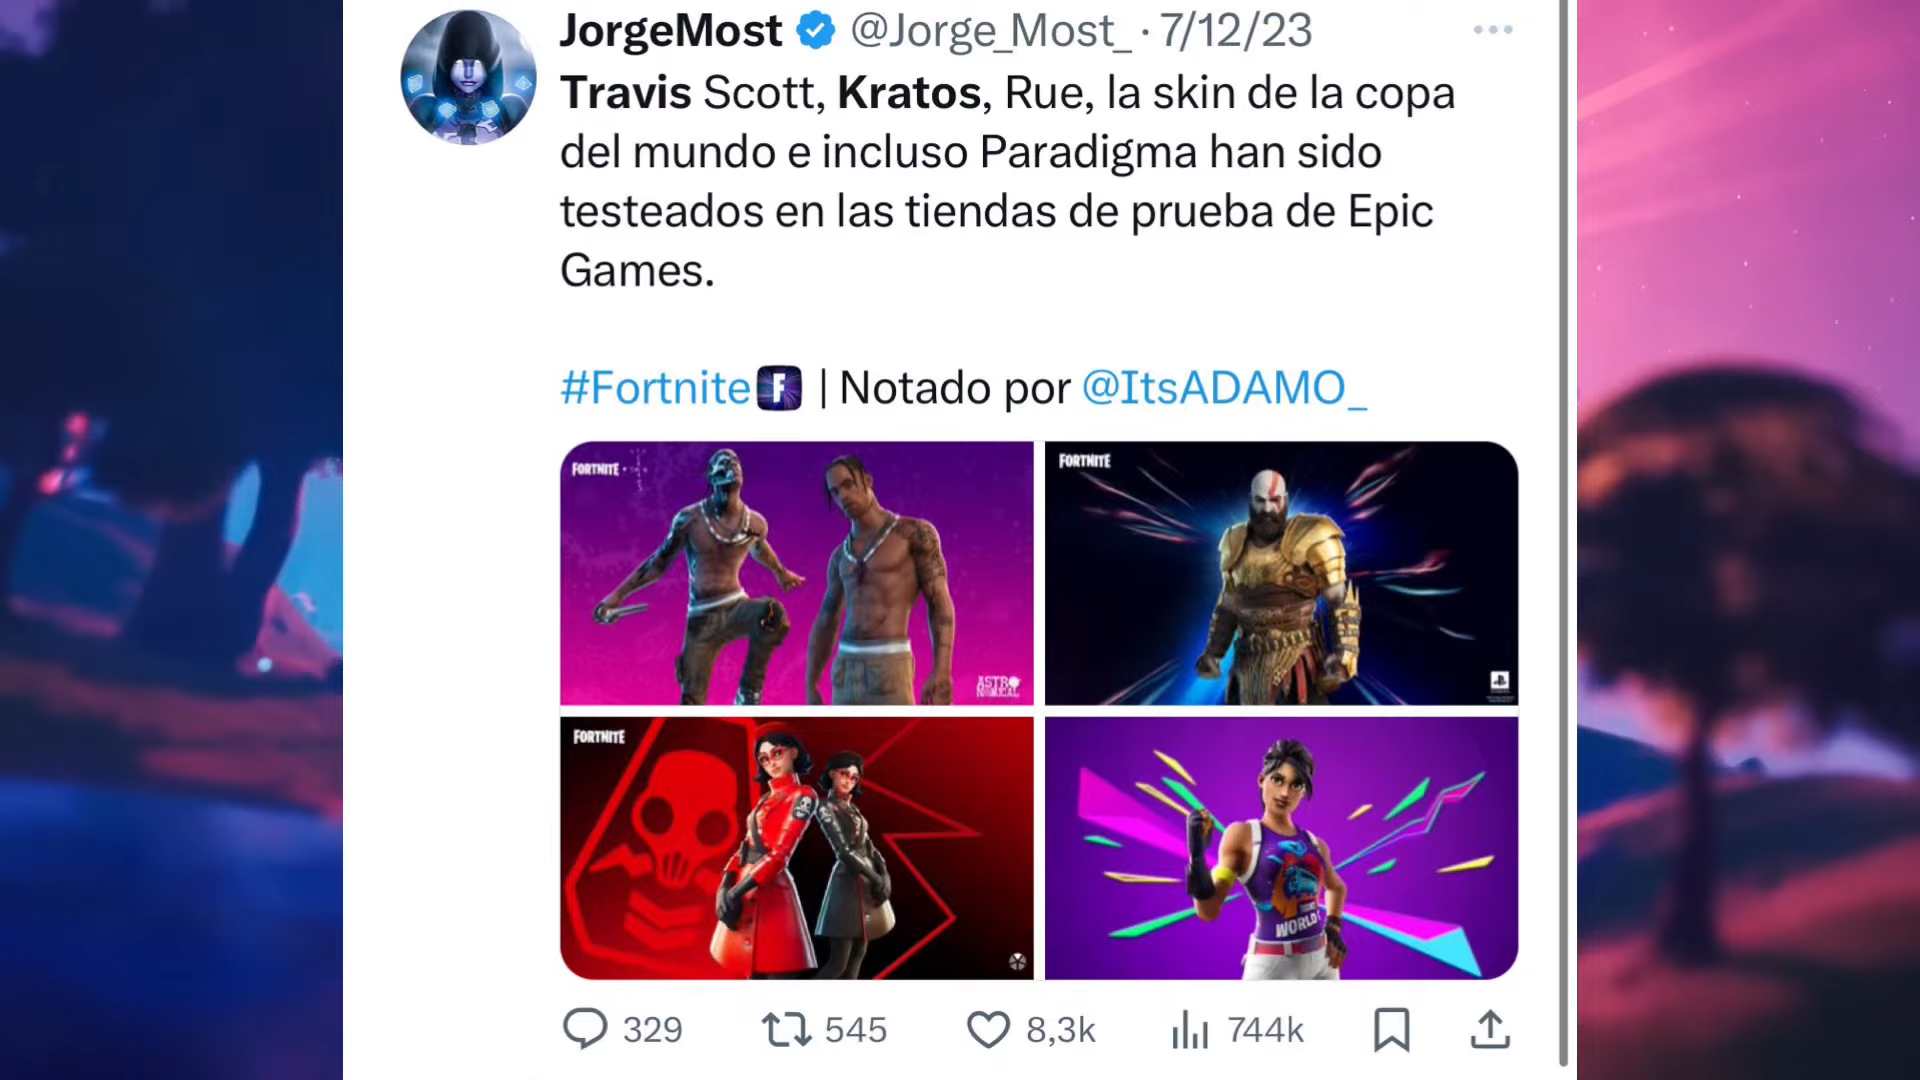 JorgeMost @Jorge_Most_ · 7/12/23
Travis Scott, Kratos, Rue, la skin de la copa
del mundo e incluso Paradigma han sido
testeados en las tiendas de prueba de Epic
Games.
#Fortnite F | Notado por @ItsADAMO_
FORTNITE
ASTRONOMICAL
FORTNITE
FORTNITE
WORLD
329 545 8,3k 744k